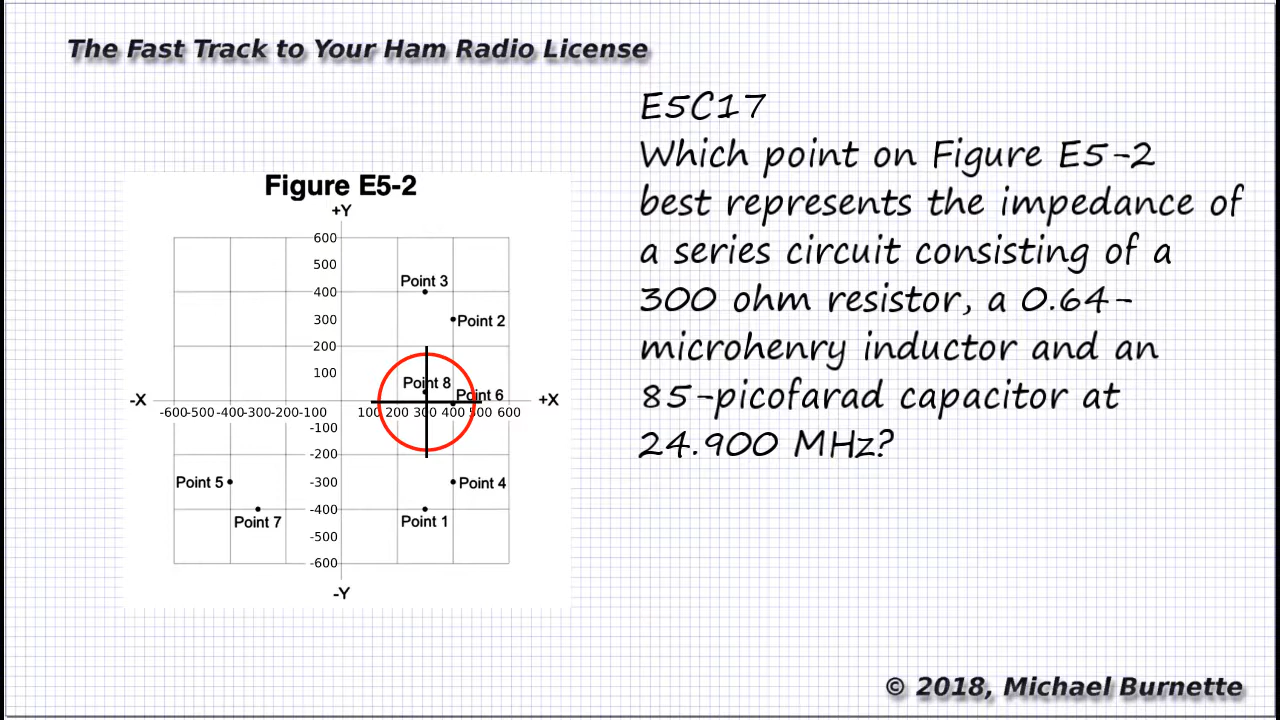 The Fast Track to Your Ham Radio License
E5C17
Which point on Figure E5-2
best represents the impedance of
a series circuit consisting of a
300 ohm resistor, a 0.64-
microhenry inductor and an
85-picofarad capacitor at
24.900 MHz?
Figure E5-2
+Y
600
500
Point 3
400
300
Point 2
200
100
Point 8
Point 6
-X
+X
-600-500-400-300-200-100
100 200 300 400 500 600
-100
-200
Point 5
-300
Point 4
-400
Point 7
Point 1
-500
-600
-Y
© 2018, Michael Burnette